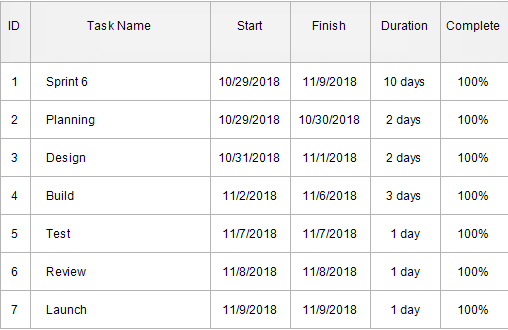 ID Task Name Start Finish Duration Complete
1 Sprint 6 10/29/2018 11/9/2018 10 days 100%
2 Planning 10/29/2018 10/30/2018 2 days 100%
3 Design 10/31/2018 11/1/2018 2 days 100%
4 Build 11/2/2018 11/6/2018 3 days 100%
5 Test 11/7/2018 11/7/2018 1 day 100%
6 Review 11/8/2018 11/8/2018 1 day 100%
7 Launch 11/9/2018 11/9/2018 1 day 100%